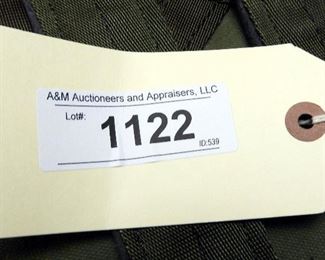 A&M Auctioneers and Appraisers, LLC
Lot#:
1122
ID:539